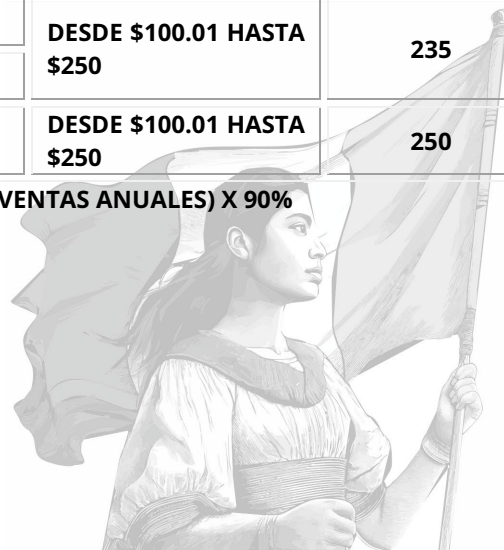 DESDE $100.01 HASTA
$250
235
DESDE $100.01 HASTA
$250
250
VENTAS ANUALES) X 90%